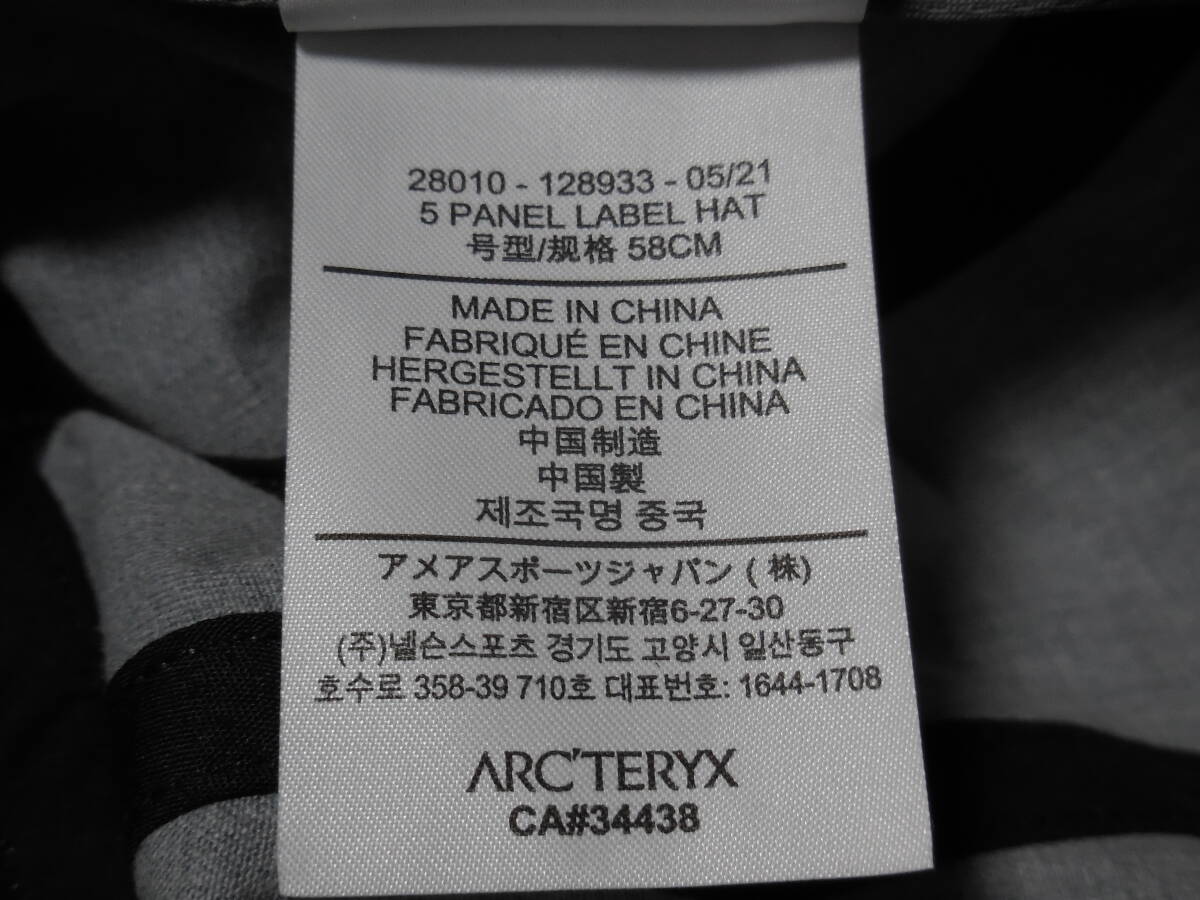 28010 - 128933 - 05/21
5 PANEL LABEL HAT
号型/规格 58CM
MADE IN CHINA
FABRIQUÉ EN CHINE
HERGESTELLT IN CHINA
FABRICADO EN CHINA
中国制造
中国製
제조국명 중국
アメアスポーツジャパン ( 株)
東京都新宿区新宿6-27-30
(주)넬슨스포츠 경기도 고양시 일산동구
호수로 358-39 710호 대표번호: 1644-1708
ARC'TERYX
CA#34438